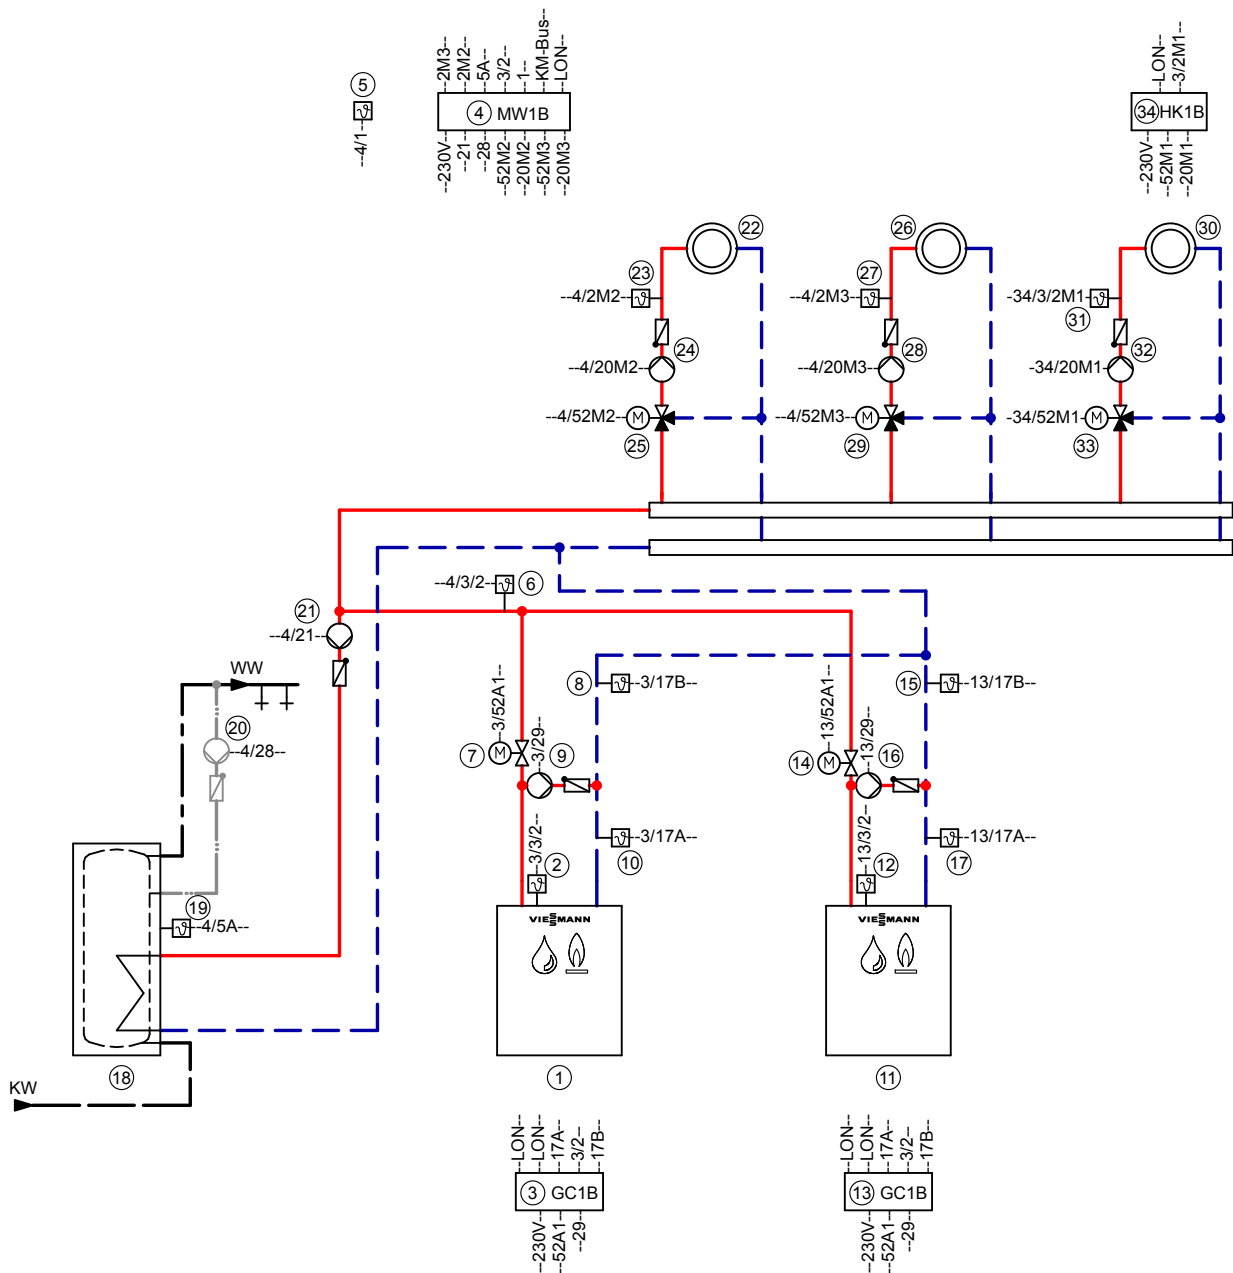 --2M3--
--2M2--
--5A--
--3/2--
--1--
--KM-Bus--
--LON--
5
--4/1--
4 MW1B
--230V--
--21--
--28--
--52M2--
--20M2--
--52M3--
--20M3--
--LON--
--3/2M1--
34 HK1B
--230V--
--52M1--
--20M1--
22
26
30
23
27
--4/2M2--
--4/2M3--
-34/3/2M1-
31
24
28
32
--4/20M2-
--4/20M3-
-34/20M1-
--4/52M2- M
--4/52M3- M
-34/52M1- M
25
29
33
--4/3/2--
6
21
--4/21--
WW
20
--4/28--
--3/52A1--
8
--3/17B--
--13/52A1--
15
--13/17B--
7
M
--3/29--
9
14
M
--13/29--
16
--3/17A--
10
--13/17A--
17
--3/3/2--
2
--13/3/2--
12
19
--4/5A--
VIESSMANN
VIESSMANN
18
1
11
KW
--LON--
--LON--
--17A--
--3/2--
--17B--
3 GC1B
--230V--
--52A1--
--29--
--LON--
--LON--
--17A--
--3/2--
--17B--
13 GC1B
--230V--
--52A1--
--29--